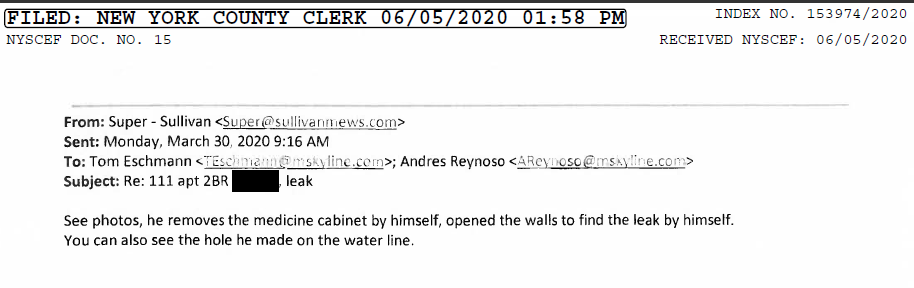 FILED: NEW YORK COUNTY CLERK 06/05/2020 01:58 PM
INDEX NO. 153974/2020
NYSCEF DOC. NO. 15
RECEIVED NYSCEF: 06/05/2020
From: Super - Sullivan <Super@sullivanmews.com>
Sent: Monday, March 30, 2020 9:16 AM
To: Tom Eschmann <TEschmann@mskyline.com>; Andres Reynoso <AReynoso@mskyline.com>
Subject: Re: 111 apt 2BR , leak
See photos, he removes the medicine cabinet by himself, opened the walls to find the leak by himself.
You can also see the hole he made on the water line.